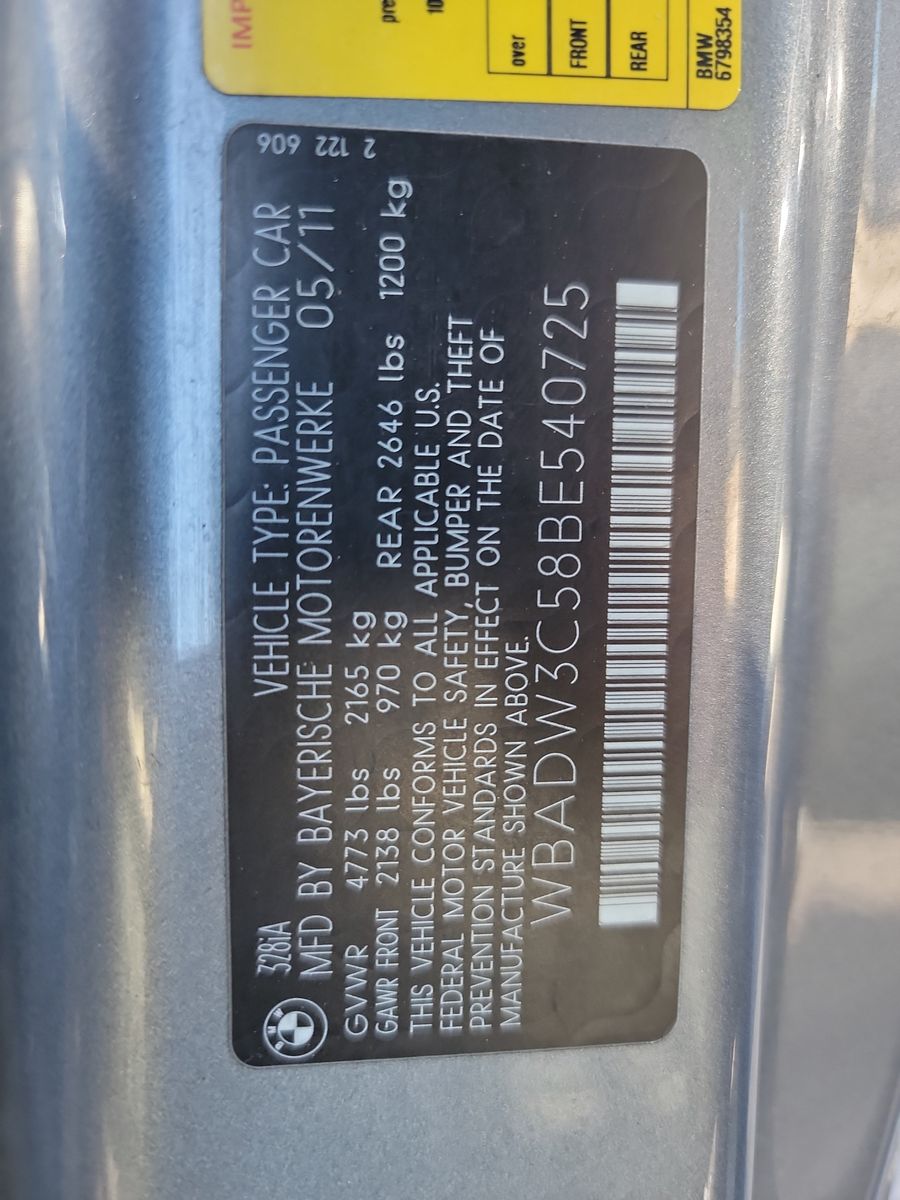 IMP
pre
10
over
FRONT
REAR
BMW
6798354
2 122 606
328iA VEHICLE TYPE: PASSENGER CAR
MFD BY BAYERISCHE MOTORENWERKE 05/11
GVWR 4773 lbs 2165 kg
GAWR FRONT 2138 lbs 970 kg REAR 2646 lbs 1200 kg
THIS VEHICLE CONFORMS TO ALL APPLICABLE U.S.
FEDERAL MOTOR VEHICLE SAFETY, BUMPER AND THEFT
PREVENTION STANDARDS IN EFFECT ON THE DATE OF
MANUFACTURE SHOWN ABOVE.
WBADW3C58BE540725